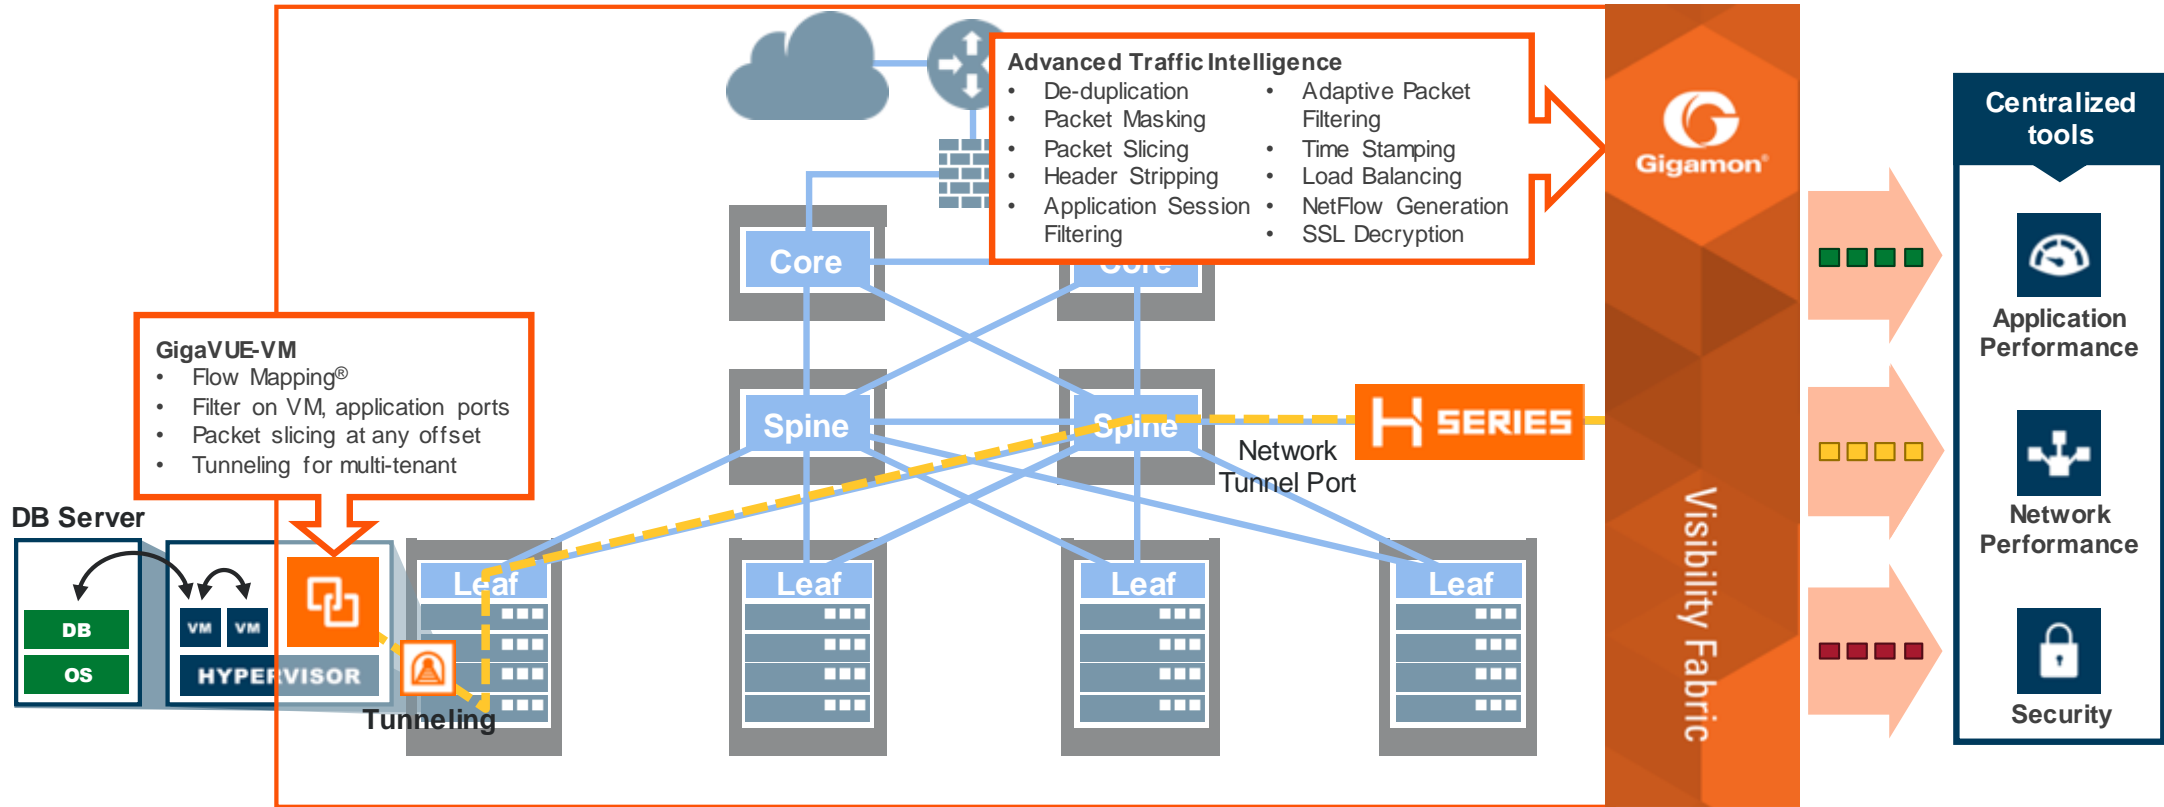 Advanced Traffic Intelligence
• De-duplication
• Packet Masking
• Packet Slicing
• Header Stripping
• Application Session
Filtering
• Adaptive Packet
Filtering
• Time Stamping
• Load Balancing
• NetFlow Generation
• SSL Decryption
Gigamon®
Visibility Fabric
Centralized
tools
Application
Performance
Network
Performance
Security
Core
Core
Spine
Spine
H SERIES
Network
Tunnel Port
GigaVUE-VM
• Flow Mapping®
• Filter on VM, application ports
• Packet slicing at any offset
• Tunneling for multi-tenant
DB Server
DB
OS
VM
VM
HYPERVISOR
Tunneling
Leaf
Leaf
Leaf
Leaf